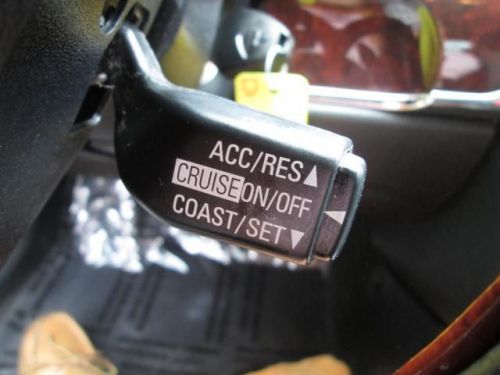 ACC/RES▲
CRUISE ON/OFF ◀
COAST/SET▼